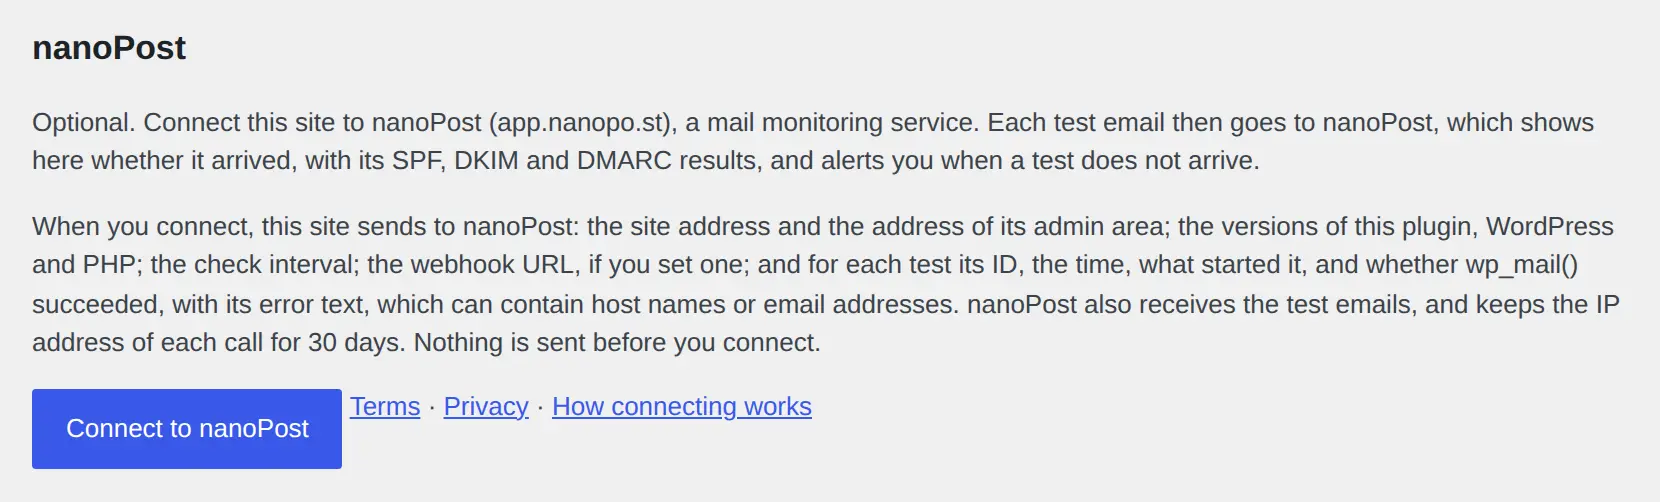 nanoPost
Optional. Connect this site to nanoPost (app.nanopo.st), a mail monitoring service. Each test email then goes to nanoPost, which shows
here whether it arrived, with its SPF, DKIM and DMARC results, and alerts you when a test does not arrive.
When you connect, this site sends to nanoPost: the site address and the address of its admin area; the versions of this plugin, WordPress
and PHP; the check interval; the webhook URL, if you set one; and for each test its ID, the time, what started it, and whether wp_mail()
succeeded, with its error text, which can contain host names or email addresses. nanoPost also receives the test emails, and keeps the IP
address of each call for 30 days. Nothing is sent before you connect.
Connect to nanoPost Terms · Privacy · How connecting works